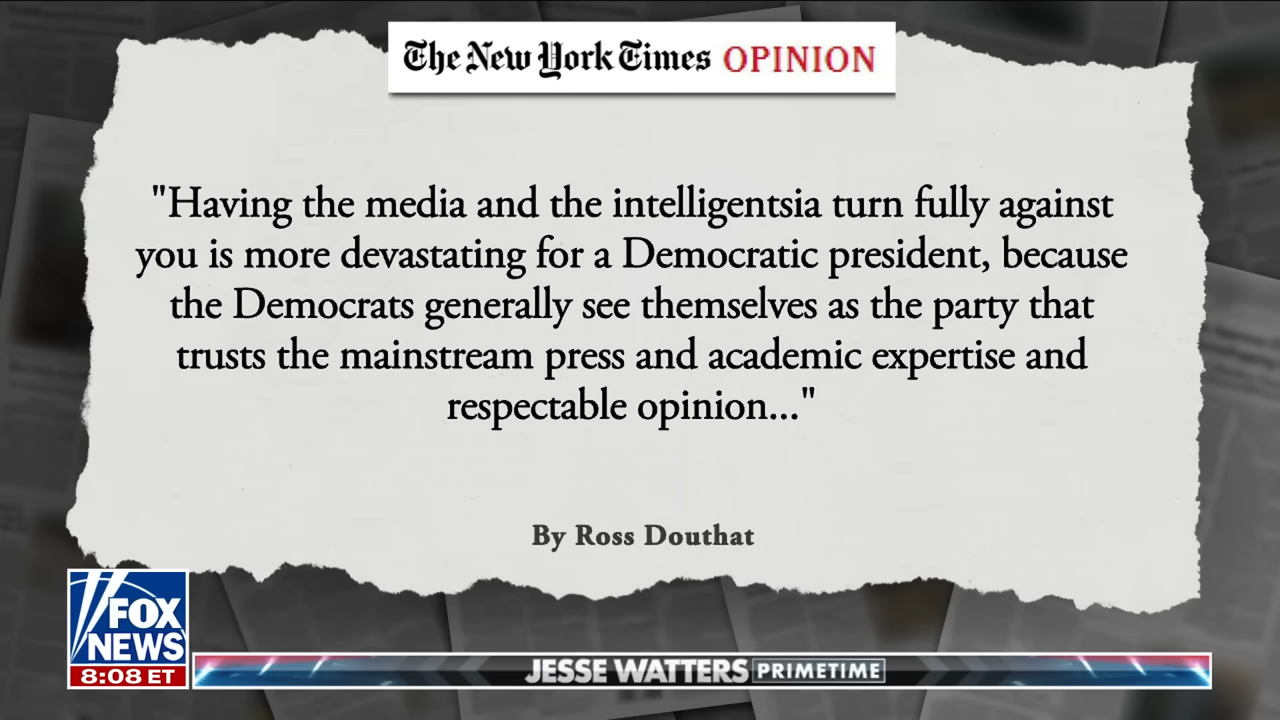 The New York Times OPINION
"Having the media and the intelligentsia turn fully against
you is more devastating for a Democratic president, because
the Democrats generally see themselves as the party that
trusts the mainstream press and academic expertise and
respectable opinion..."
By Ross Douthat
FOX
NEWS
8:08 ET
JESSE WATTERS PRIMETIME